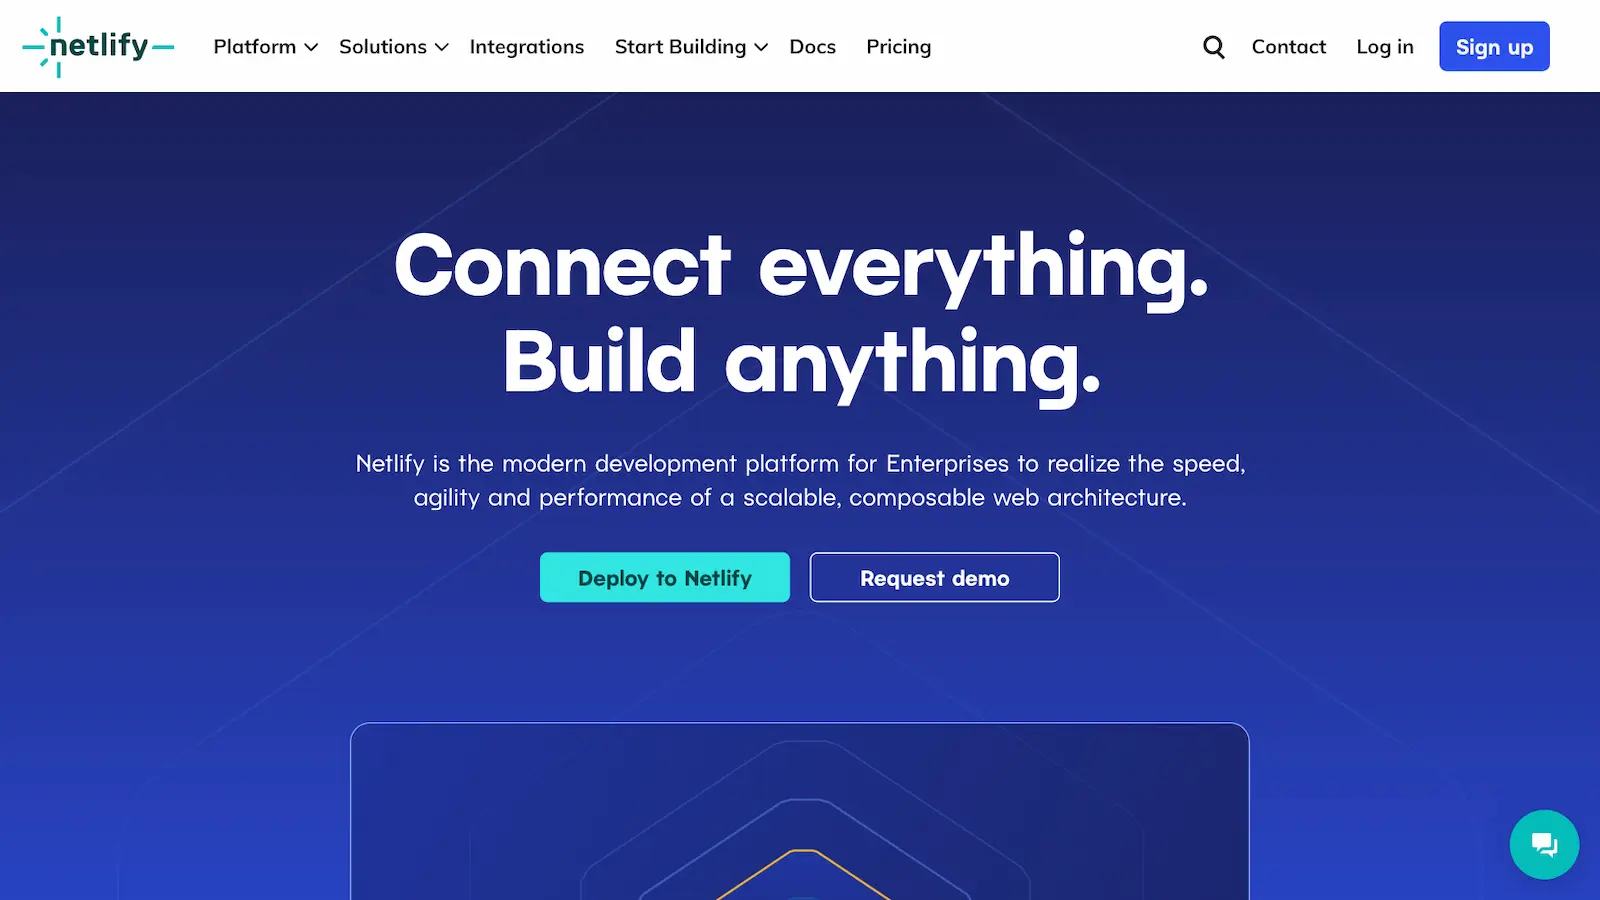 netlify
Platform
Solutions
Integrations
Start Building
Docs
Pricing
Contact
Log in
Sign up
Connect everything.
Build anything.
Netlify is the modern development platform for Enterprises to realize the speed,
agility and performance of a scalable, composable web architecture.
Deploy to Netlify
Request demo